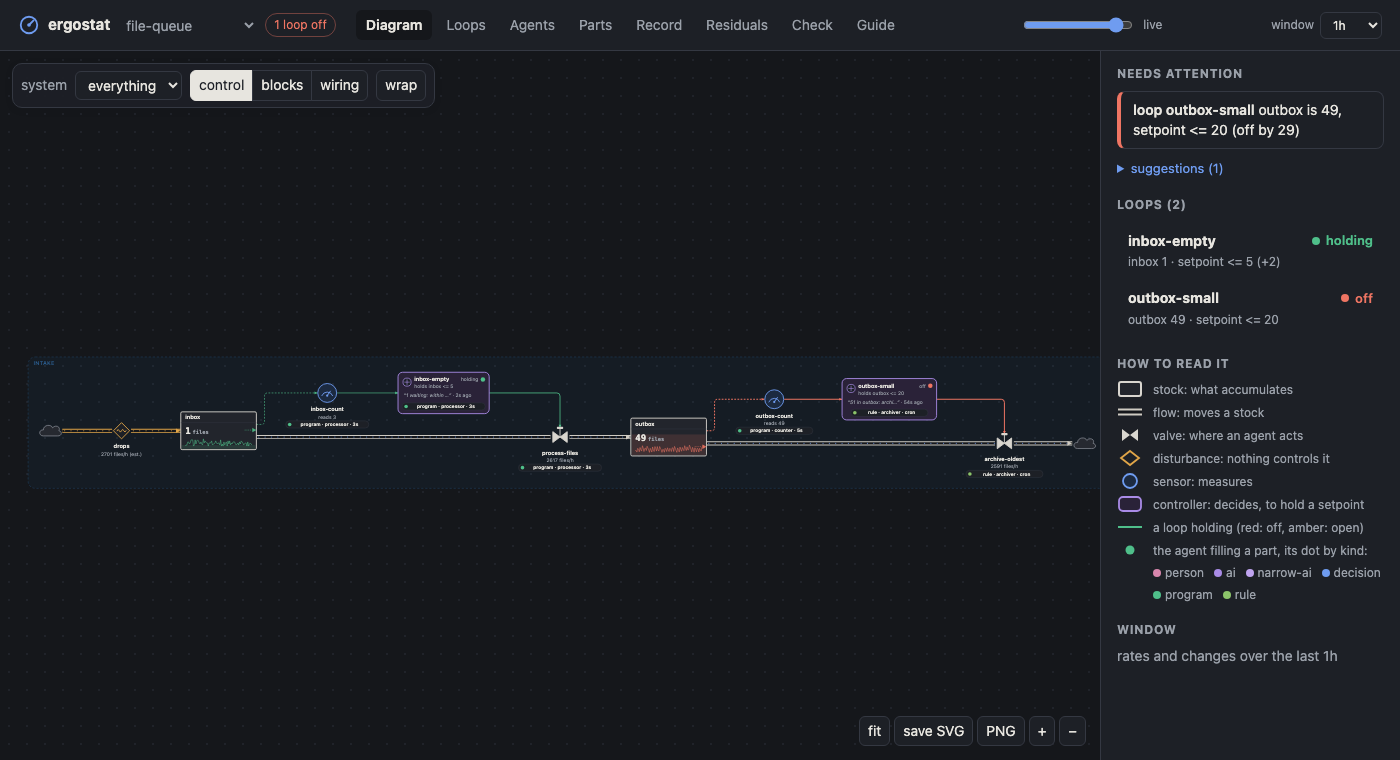 ergostat
file-queue
1 loop off
Diagram
Loops
Agents
Parts
Record
Residuals
Check
Guide
live
window
1h
system
everything
control
blocks
wiring
wrap
INTAKE
drops
2701 files/h (est.)
inbox
1 files
inbox-count
reads 3
program · processor · 3s
inbox-empty
holding
holds inbox <= 5
program · processor · 3s
process-files
2617 files/h
program · processor · 3s
outbox
49 files
outbox-count
reads 49
program · counter · 5s
outbox-small
off
holds outbox <= 20
rule · archiver · cron
archive-oldest
2591 files/h
rule · archiver · cron
fit
save SVG
PNG
+
−
NEEDS ATTENTION
loop outbox-small outbox is 49,
setpoint <= 20 (off by 29)
suggestions (1)
LOOPS (2)
inbox-empty
holding
inbox 1 · setpoint <= 5 (+2)
outbox-small
off
outbox 49 · setpoint <= 20
HOW TO READ IT
stock: what accumulates
flow: moves a stock
valve: where an agent acts
disturbance: nothing controls it
sensor: measures
controller: decides, to hold a setpoint
a loop holding (red: off, amber: open)
the agent filling a part, its dot by kind:
person ai narrow-ai decision
program rule
WINDOW
rates and changes over the last 1h